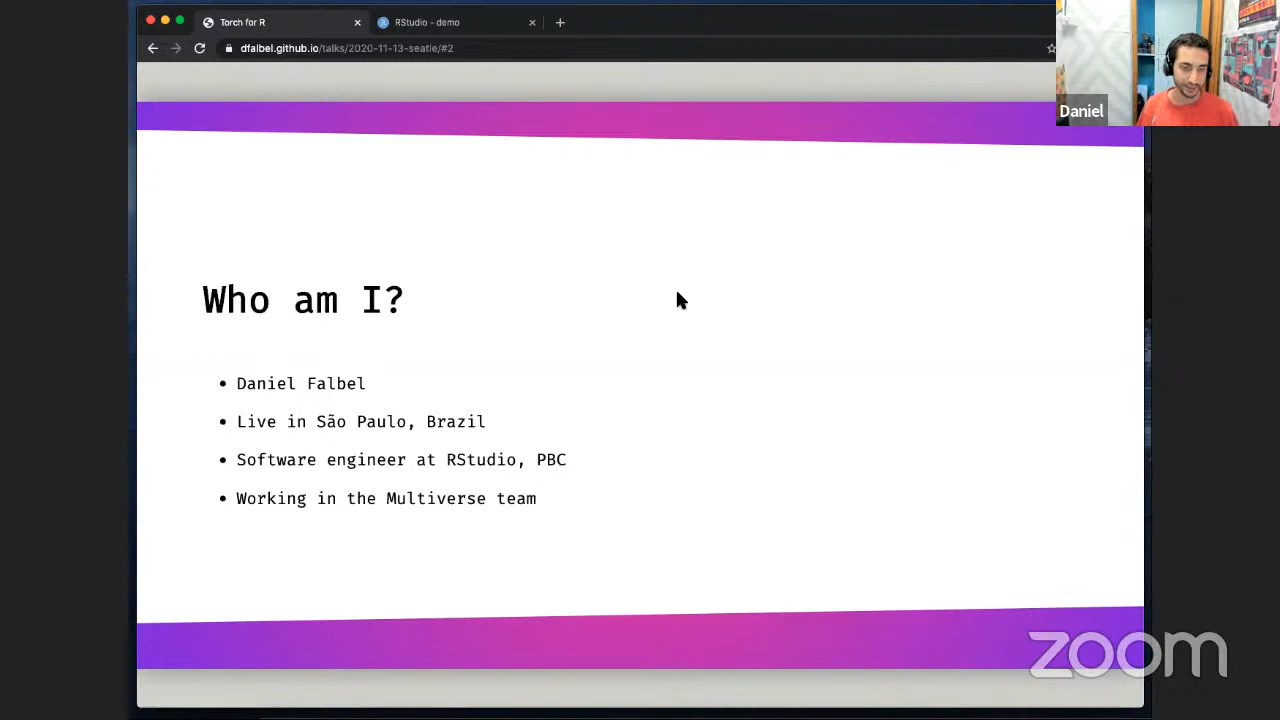 Torch for R
RStudio - demo
dfalbel.github.io/talks/2020-11-13-seatle/#2
Daniel
Who am I?
• Daniel Falbel
• Live in São Paulo, Brazil
• Software engineer at RStudio, PBC
• Working in the Multiverse team
zoom